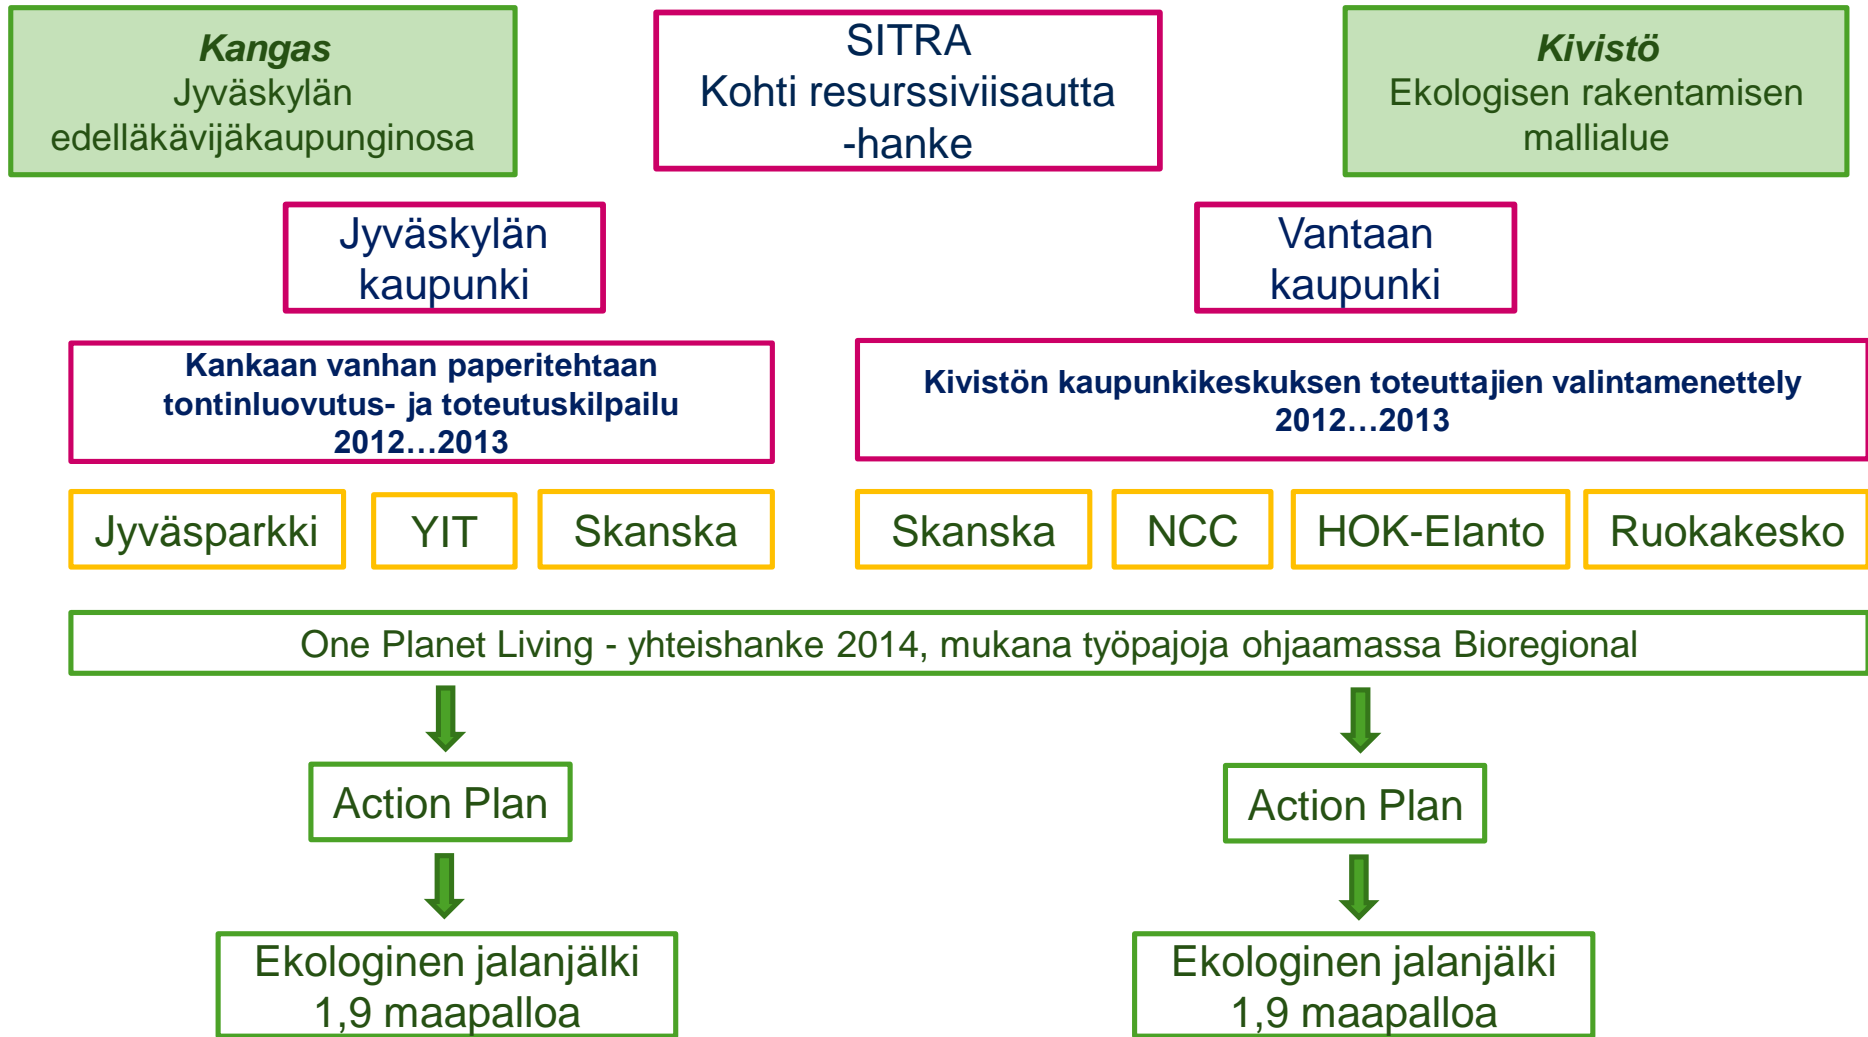 Kangas
Jyväskylän
edelläkävijäkaupunginosa
SITRA
Kohti resurssiviisautta
-hanke
Kivistö
Ekologisen rakentamisen
mallialue
Jyväskylän
kaupunki
Vantaan
kaupunki
Kankaan vanhan paperitehtaan
tontinluovutus- ja toteutuskilpailu
2012…2013
Kivistön kaupunkikeskuksen toteuttajien valintamenettely
2012…2013
Jyväsparkki
YIT
Skanska
Skanska
NCC
HOK-Elanto
Ruokakesko
One Planet Living - yhteishanke 2014, mukana työpajoja ohjaamassa Bioregional
Action Plan
Action Plan
Ekologinen jalanjälki
1,9 maapalloa
Ekologinen jalanjälki
1,9 maapalloa